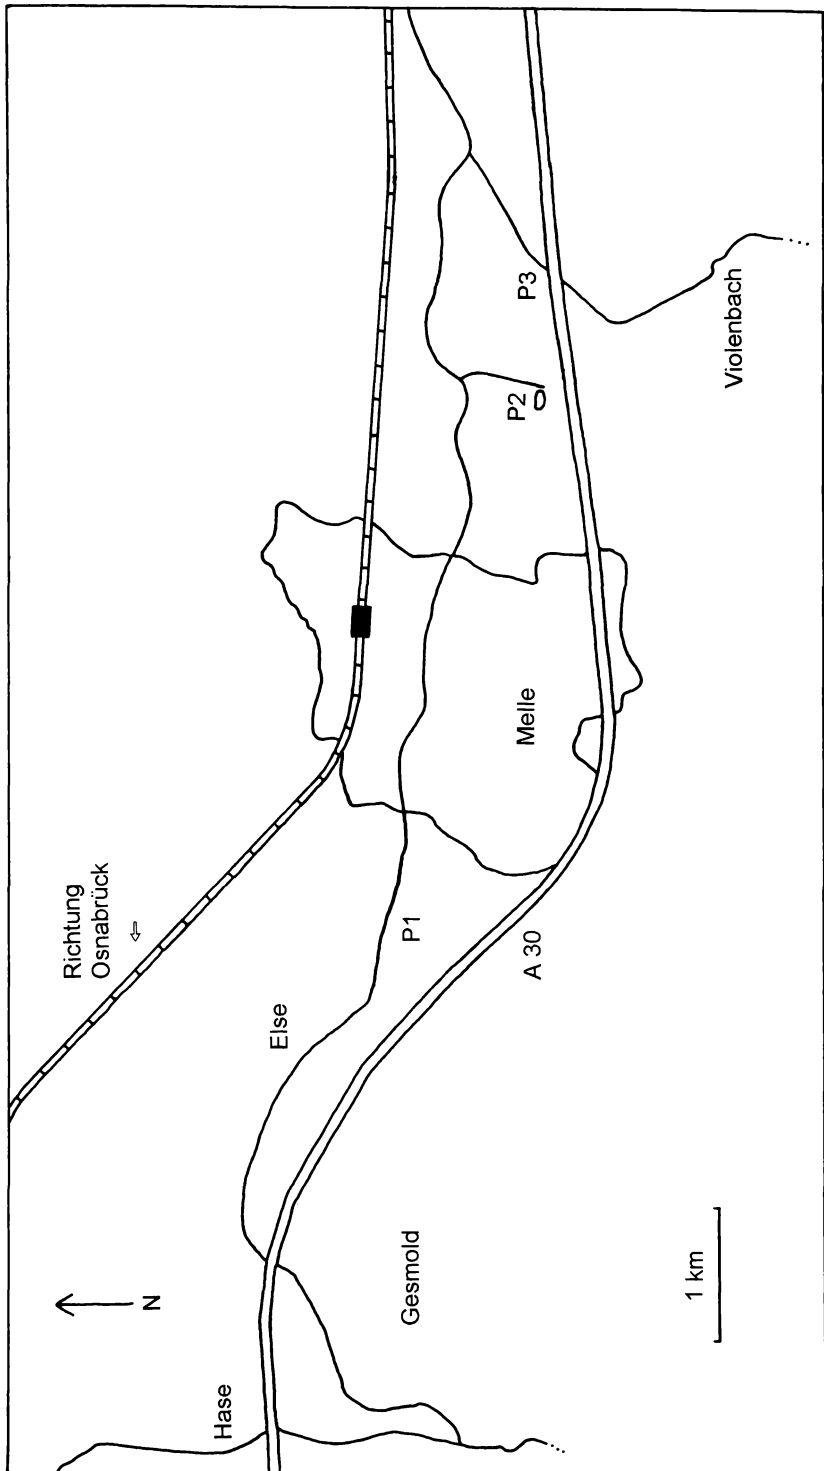 Richtung
Osnabrück
N
Hase
Else
Gesmold
P1
A 30
Melle
P2
P3
1 km
Violenbach